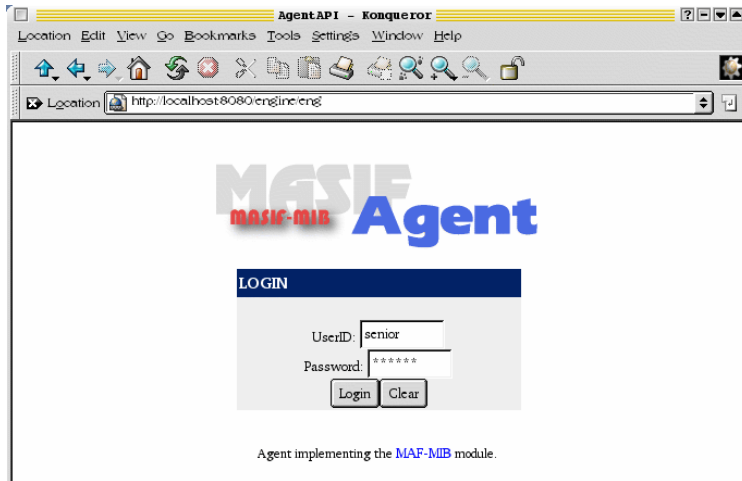 AgentAPI - Konqueror
Location Edit View Go Bookmarks Tools Settings Window Help
Location http://localhost:8080/engine/eng
MASIF
MASIF-MIB Agent
LOGIN
UserID: senior
Password: ******
Login Clear
Agent implementing the MAF-MIB module.